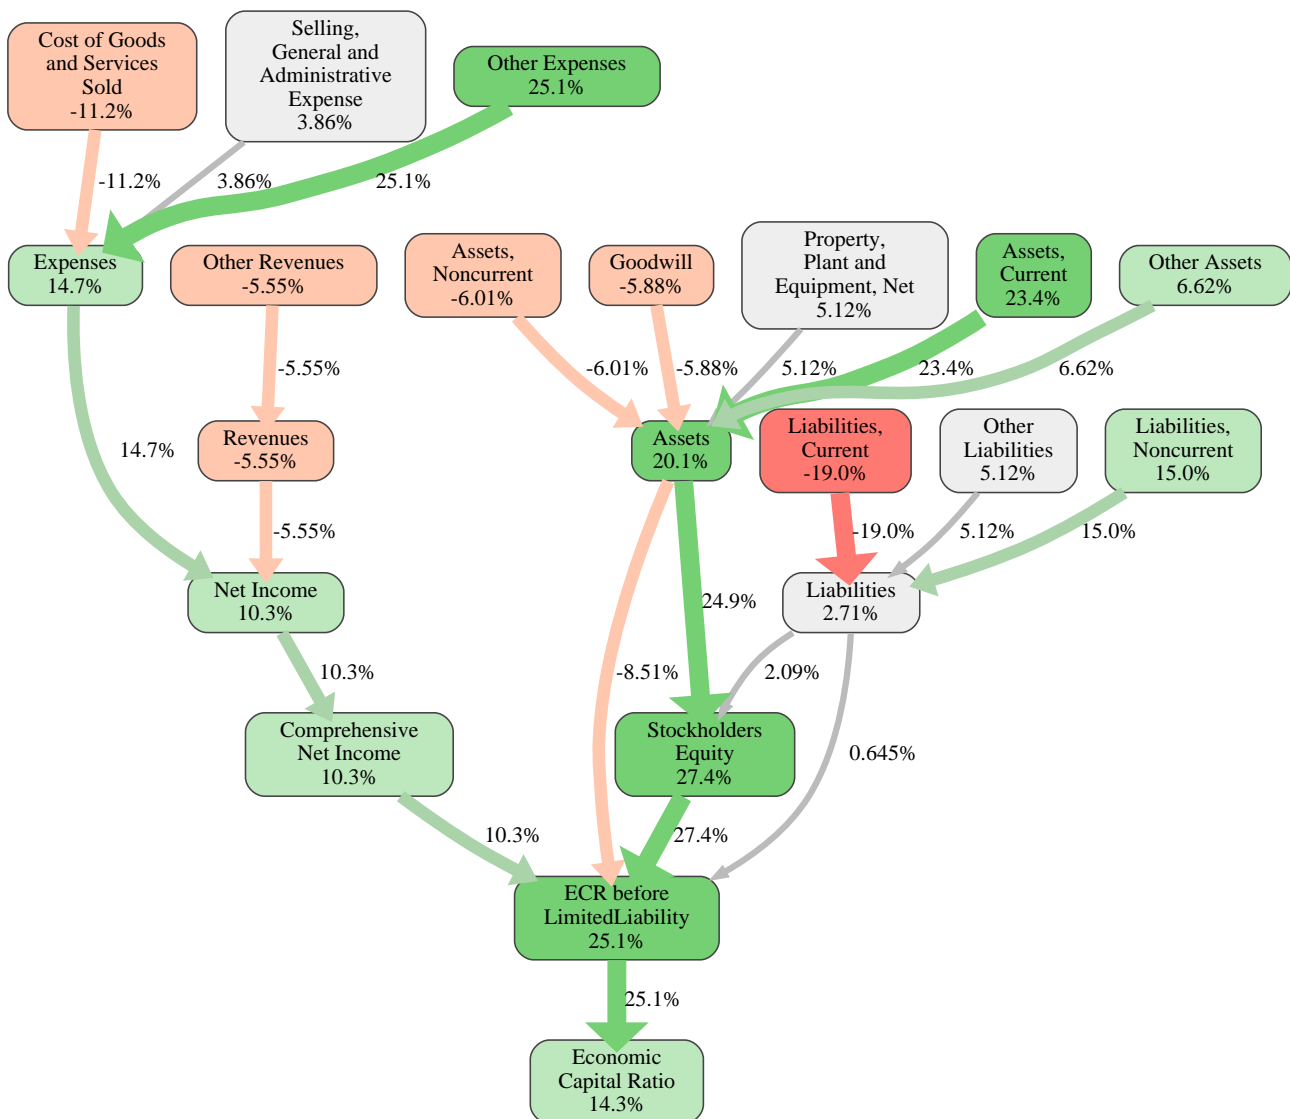 Cost of Goods
and Services
Sold
-11.2%
Selling,
General and
Administrative
Expense
3.86%
Other Expenses
25.1%
-11.2%
3.86%
25.1%
Expenses
14.7%
Other Revenues
-5.55%
Assets,
Noncurrent
-6.01%
Goodwill
-5.88%
Property,
Plant and
Equipment, Net
5.12%
Assets,
Current
23.4%
Other Assets
6.62%
-5.55%
-6.01%
-5.88%
5.12%
23.4%
6.62%
14.7%
Revenues
-5.55%
Assets
20.1%
Liabilities,
Current
-19.0%
Other
Liabilities
5.12%
Liabilities,
Noncurrent
15.0%
-5.55%
-19.0%
5.12%
15.0%
Net Income
10.3%
24.9%
Liabilities
2.71%
10.3%
-8.51%
2.09%
Comprehensive
Net Income
10.3%
Stockholders
Equity
27.4%
0.645%
10.3%
27.4%
ECR before
LimitedLiability
25.1%
25.1%
Economic
Capital Ratio
14.3%